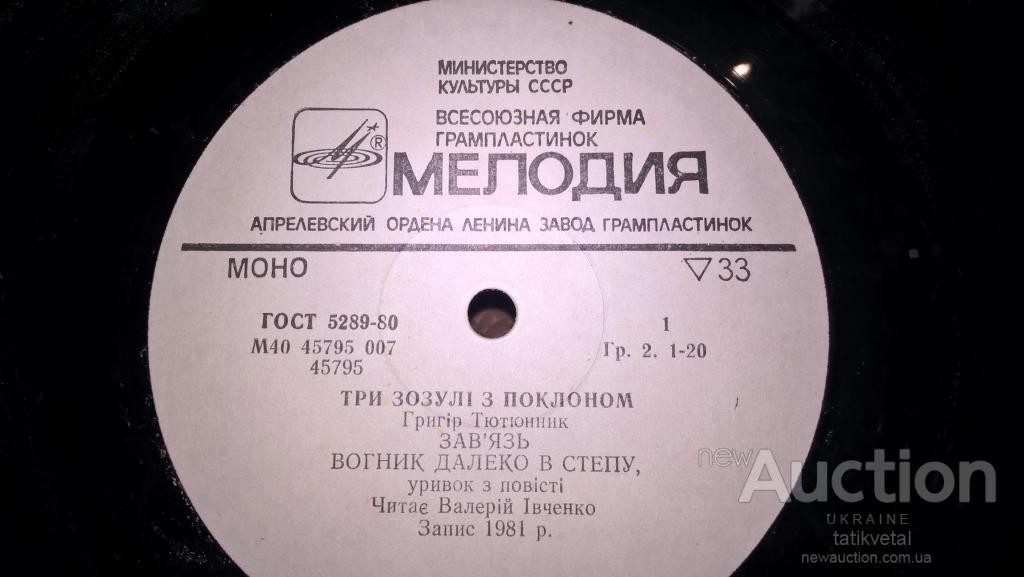 МИНИСТЕРСТВО
КУЛЬТУРЫ СССР
ВСЕСОЮЗНАЯ ФИРМА
ГРАМПЛАСТИНОК
®
МЕЛОДИЯ
АПРЕЛЕВСКИЙ ОРДЕНА ЛЕНИНА ЗАВОД ГРАМПЛАСТИНОК
МОНО ▽ 33
ГОСТ 5289-80 1
М40 45795 007 Гр. 2. 1-20
45795
ТРИ ЗОЗУЛІ З ПОКЛОНОМ
Григір Тютюнник
ЗАВ'ЯЗЬ
ВОГНИК ДАЛЕКО В СТЕПУ,
уривок з повісті
Читає Валерій Івченко
Запис 1981 р.
newAuction
UKRAINE
tatikvetal
newauction.com.ua